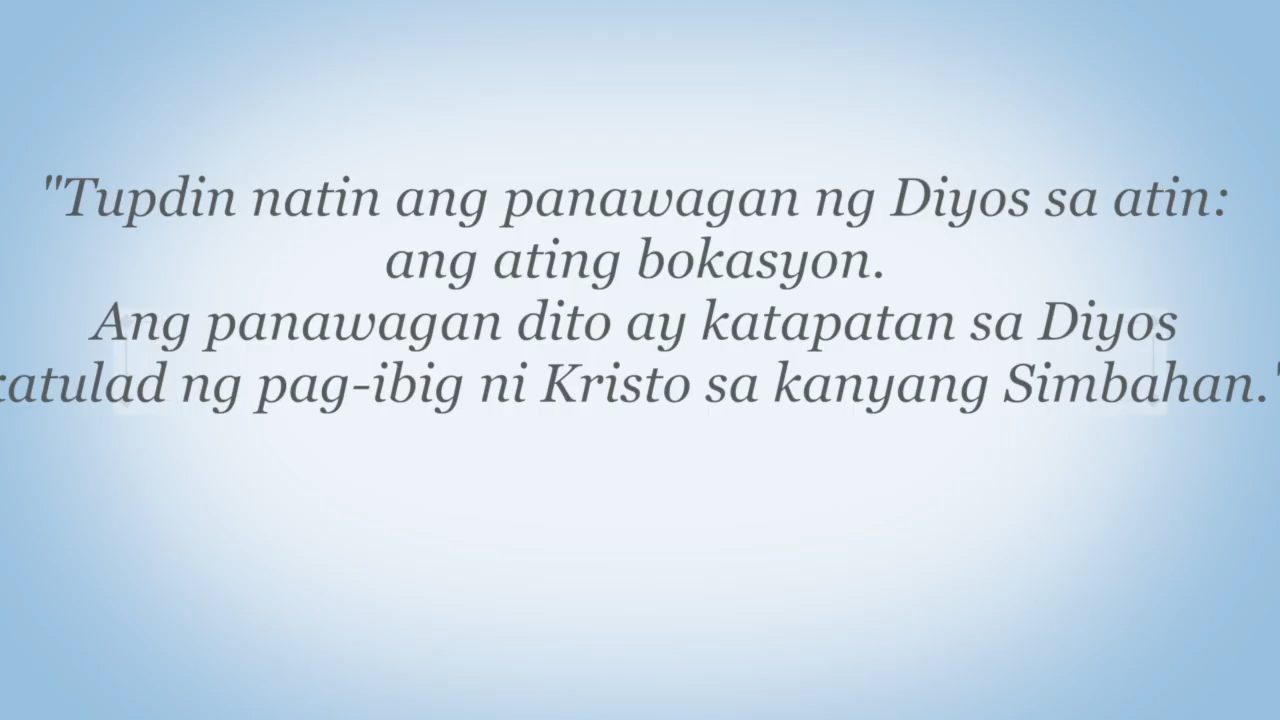 "Tupdin natin ang panawagan ng Diyos sa atin:
ang ating bokasyon.
Ang panawagan dito ay katapatan sa Diyos
katulad ng pag-ibig ni Kristo sa kanyang Simbahan."